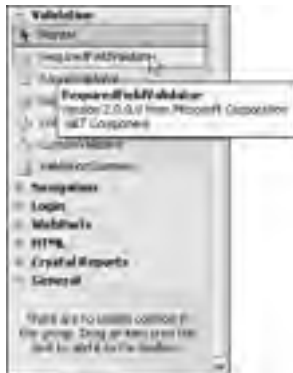 Validation
Pointer
RequiredFieldValidator
RequiredFieldValidator
Version 2.0.0.0 from Microsoft Corporation
.NET Component
ValidationSummary
Navigation
Login
WebParts
HTML
Crystal Reports
General
There are no usable controls in
this group. Drag an item onto this
text to add it to the toolbox.